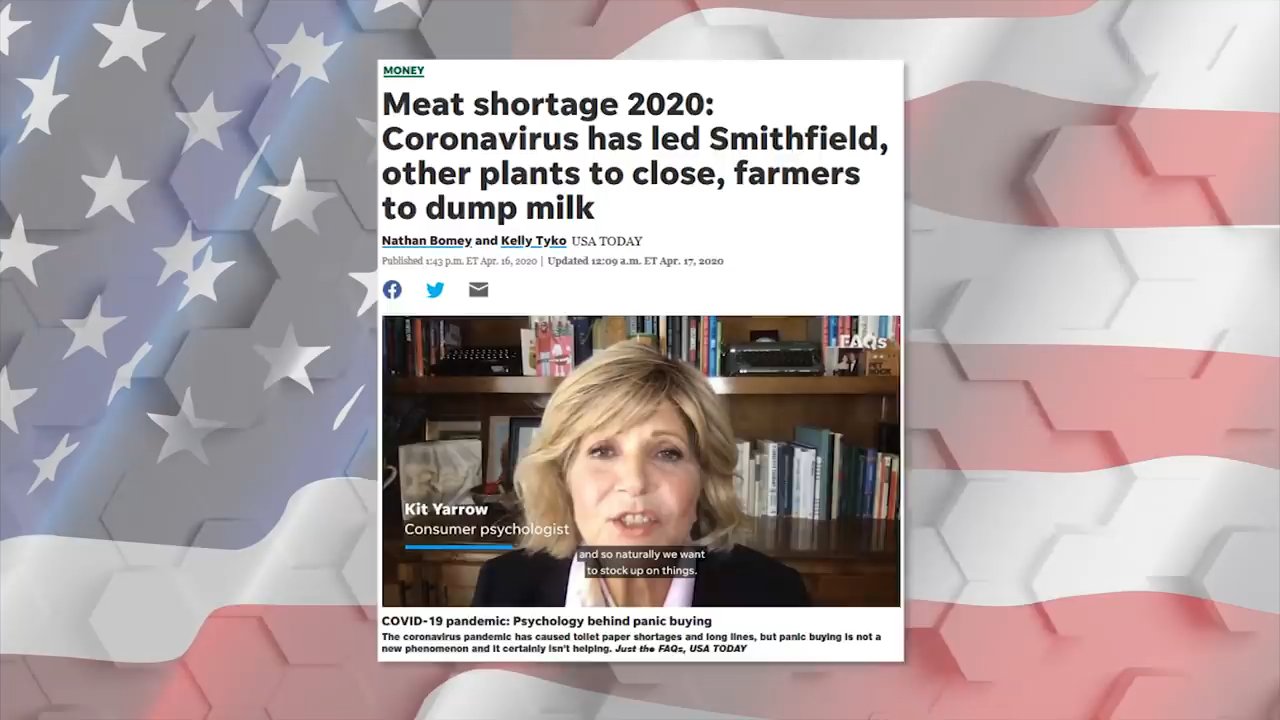 MONEY
Meat shortage 2020:
Coronavirus has led Smithfield,
other plants to close, farmers
to dump milk
Nathan Bomey and Kelly Tyko USA TODAY
Published 1:43 p.m. ET Apr. 16, 2020 | Updated 12:09 a.m. ET Apr. 17, 2020
FAQs
PET ROCK
Kit Yarrow
Consumer psychologist
and so naturally we want
to stock up on things.
COVID-19 pandemic: Psychology behind panic buying
The coronavirus pandemic has caused toilet paper shortages and long lines, but panic buying is not a
new phenomenon and it certainly isn't helping. Just the FAQs, USA TODAY